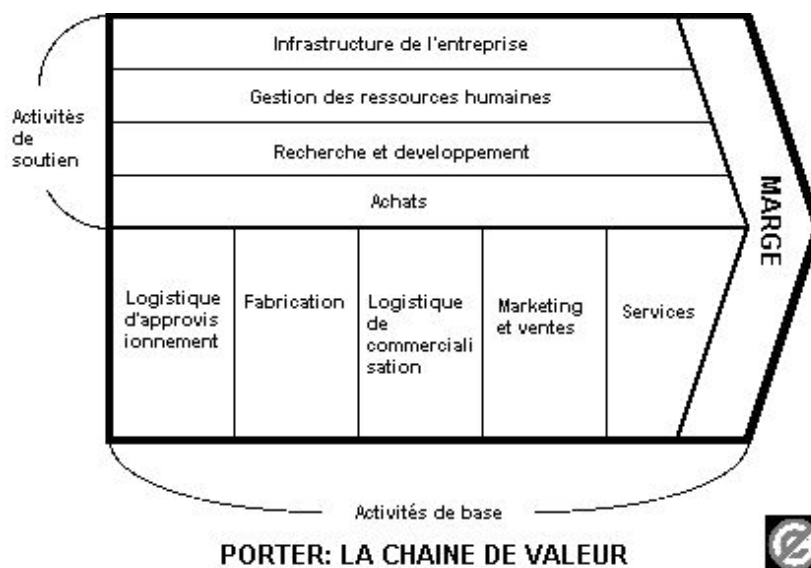 Infrastructure de l'entreprise
Gestion des ressources humaines
Recherche et developpement
Achats
Activités
de
soutien
MARGE
Logistique
d'approvis
ionnement
Fabrication
Logistique
de
commerciali
sation
Marketing
et ventes
Services
Activités de base
PORTER: LA CHAINE DE VALEUR